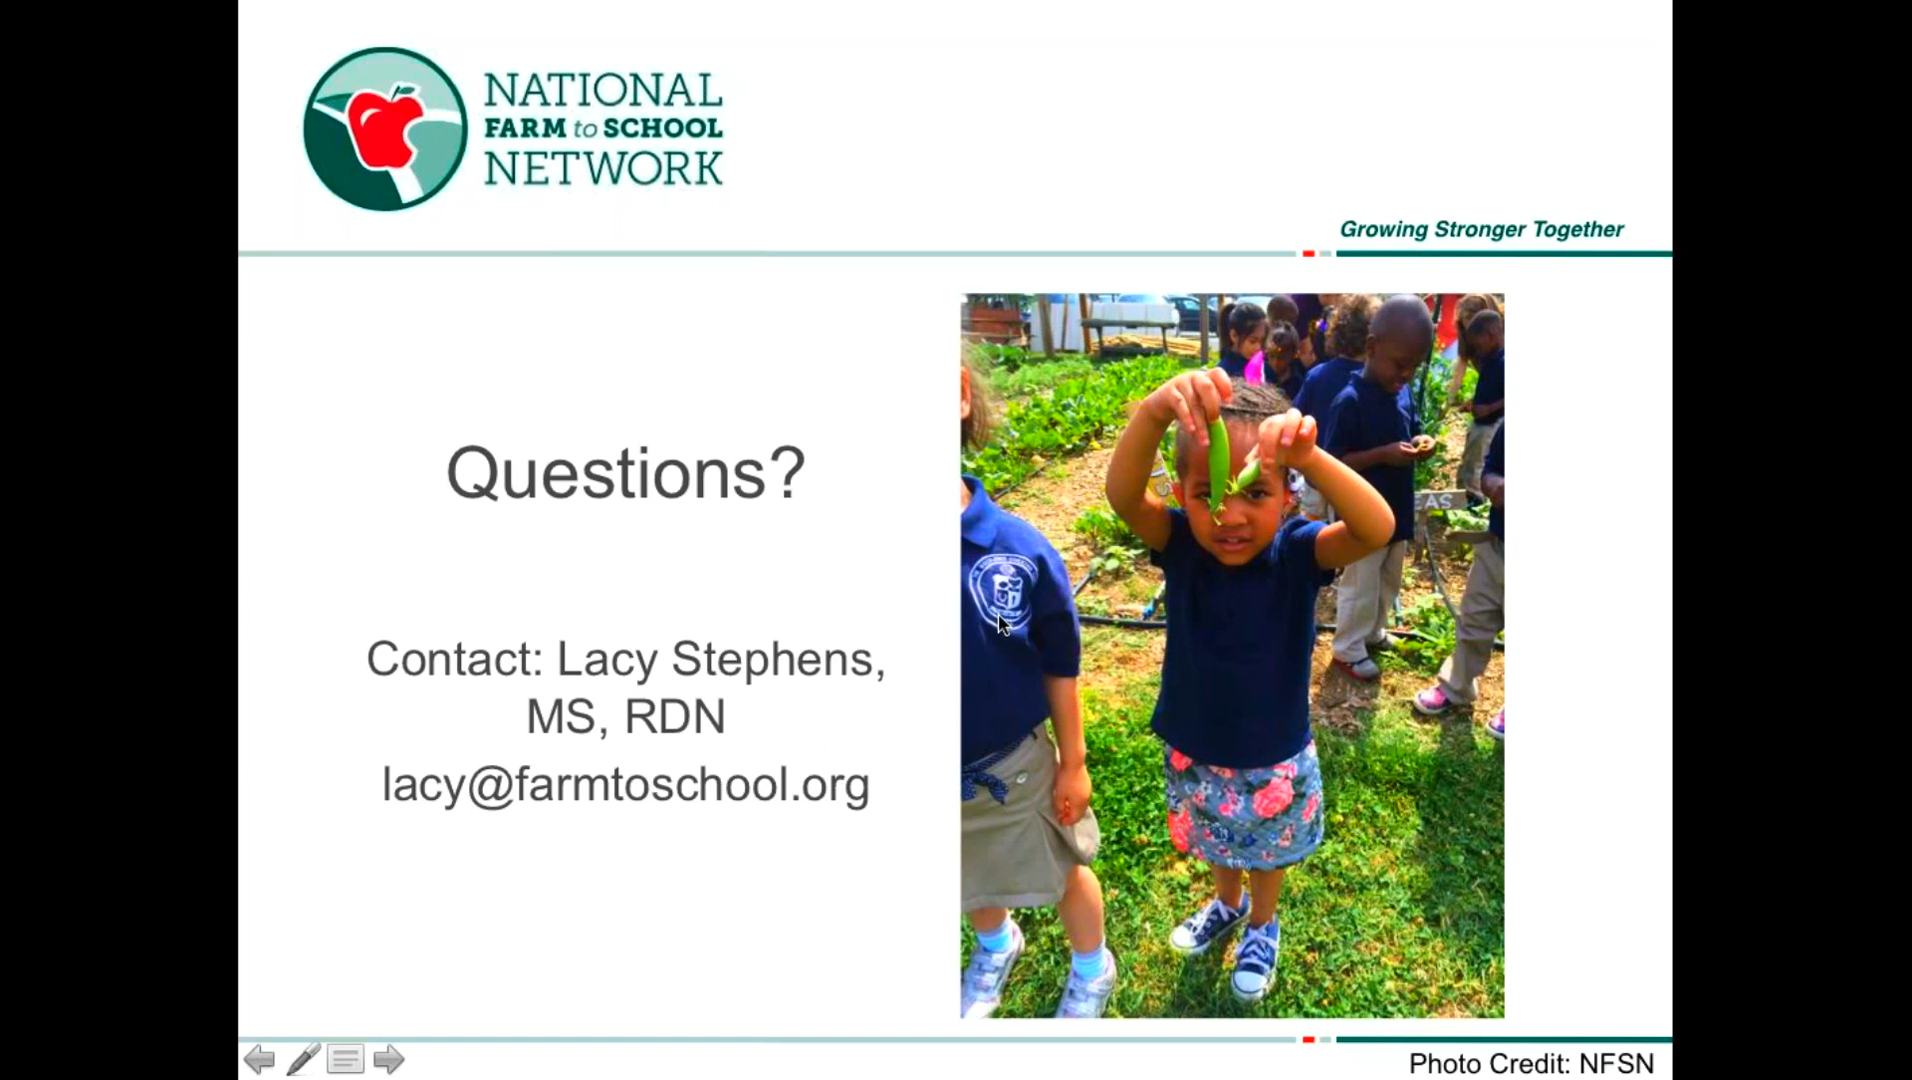 NATIONAL
FARM to SCHOOL
NETWORK
Growing Stronger Together
Questions?
Contact: Lacy Stephens,
MS, RDN
lacy@farmtoschool.org
EAS
Photo Credit: NFSN